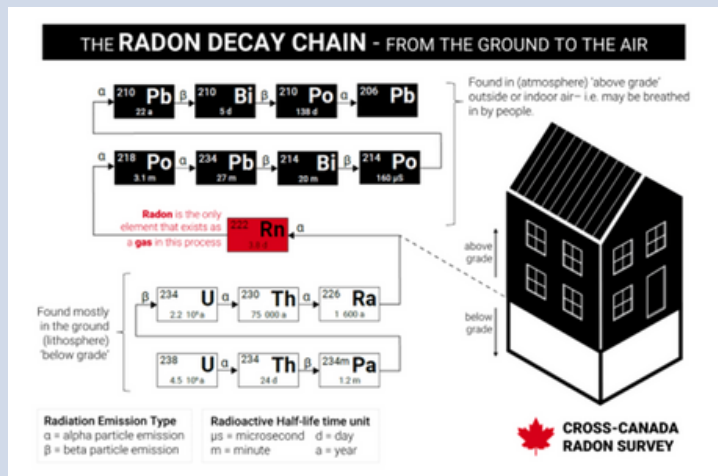 THE RADON DECAY CHAIN - FROM THE GROUND TO THE AIR
α 210 Pb 22 a β 210 Bi 5 d β 210 Po 138 d α 206 Pb
Found in (atmosphere) 'above grade'
outside or indoor air– i.e. may be breathed
in by people.
α 218 Po 3.1 m α 234 Pb 27 m β 214 Bi 20 m β 214 Po 160 µS
Radon is the only
element that exists as
a gas in this process
222 Rn 3.8 d α
above
grade
below
grade
Found mostly
in the ground
(lithosphere)
'below grade'
β 234 U 2.2 10⁵a α 230 Th 75 000 a α 226 Ra 1 600 a
238 U 4.5 10⁹a α 234 Th 24 d β 234m Pa 1.2 m
Radiation Emission Type
α = alpha particle emission
β = beta particle emission
Radioactive Half-life time unit
µs = microsecond d = day
m = minute a = year
CROSS-CANADA
RADON SURVEY